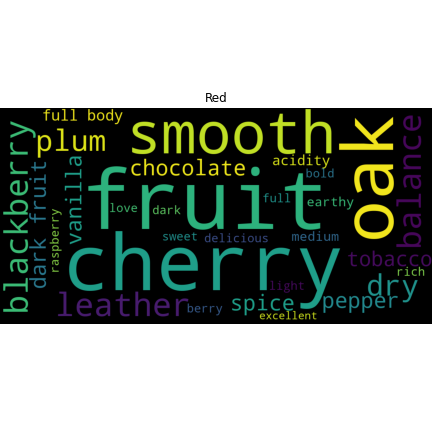 Red
full body
plum
smooth
oak
balance
blackberry
dark fruit
vanilla
chocolate
acidity
bold
fruit
love
dark
full
earthy
raspberry
sweet
delicious
medium
cherry
tobacco
rich
light
dry
leather
berry
spice
pepper
excellent